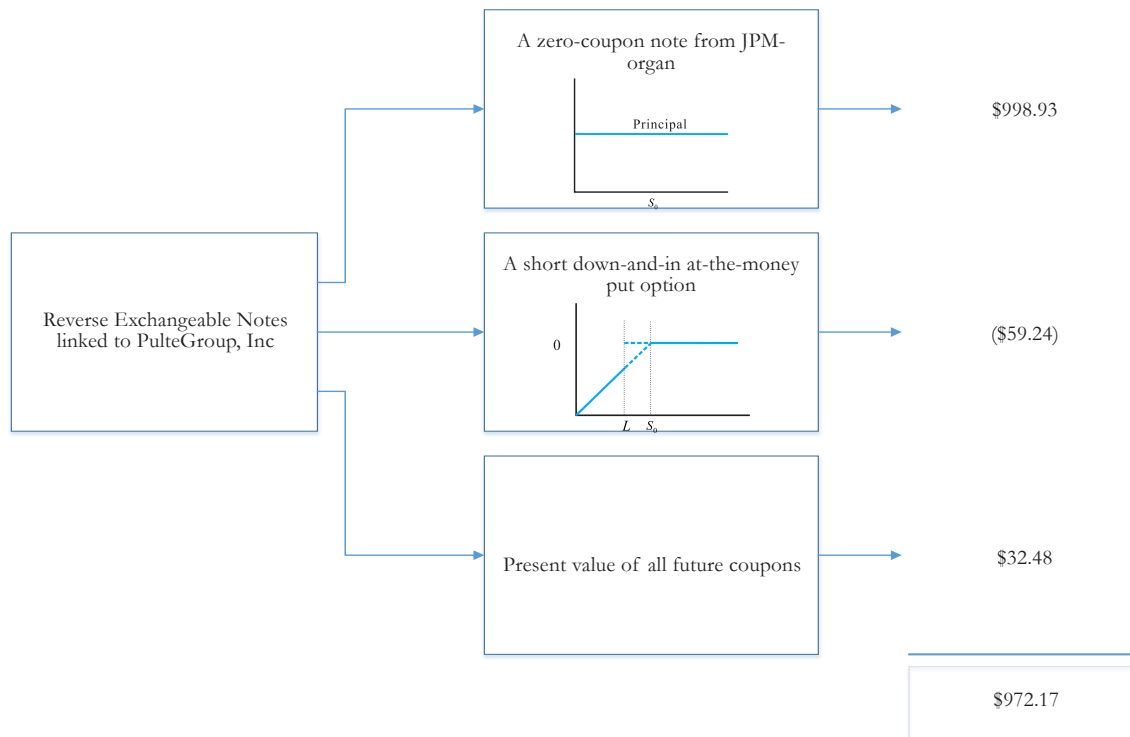 A zero-coupon note from JPM-
organ
Principal
S₀
$998.93
Reverse Exchangeable Notes
linked to PulteGroup, Inc
A short down-and-in at-the-money
put option
0
L S₀
($59.24)
Present value of all future coupons
$32.48
$972.17